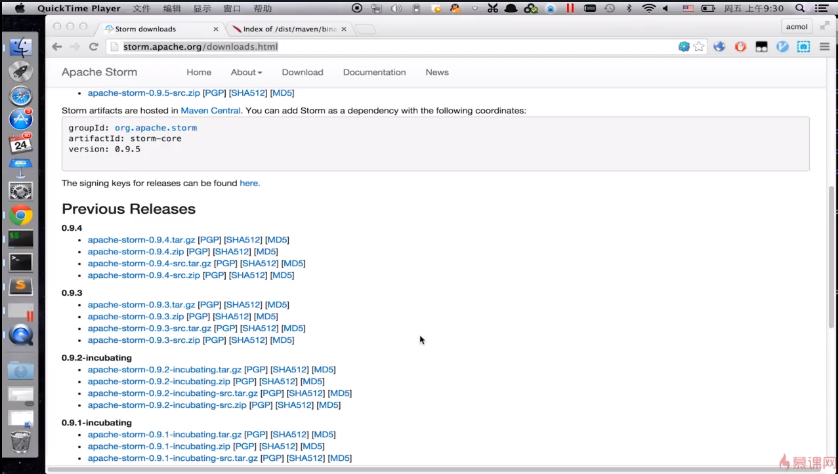 QuickTime Player 文件 编辑 显示 窗口 帮助 周五上午9:30
Storm downloads × Index of /dist/maven/bina × acmol
storm.apache.org/downloads.html
Apache Storm Home About Download Documentation News
apache-storm-0.9.5-src.zip [PGP] [SHA512] [MD5]
Storm artifacts are hosted in Maven Central. You can add Storm as a dependency with the following coordinates:
groupId: org.apache.storm
artifactId: storm-core
version: 0.9.5
The signing keys for releases can be found here.
Previous Releases
0.9.4
apache-storm-0.9.4.tar.gz [PGP] [SHA512] [MD5]
apache-storm-0.9.4.zip [PGP] [SHA512] [MD5]
apache-storm-0.9.4-src.tar.gz [PGP] [SHA512] [MD5]
apache-storm-0.9.4-src.zip [PGP] [SHA512] [MD5]
0.9.3
apache-storm-0.9.3.tar.gz [PGP] [SHA512] [MD5]
apache-storm-0.9.3.zip [PGP] [SHA512] [MD5]
apache-storm-0.9.3-src.tar.gz [PGP] [SHA512] [MD5]
apache-storm-0.9.3-src.zip [PGP] [SHA512] [MD5]
0.9.2-incubating
apache-storm-0.9.2-incubating.tar.gz [PGP] [SHA512] [MD5]
apache-storm-0.9.2-incubating.zip [PGP] [SHA512] [MD5]
apache-storm-0.9.2-incubating-src.tar.gz [PGP] [SHA512] [MD5]
apache-storm-0.9.2-incubating-src.zip [PGP] [SHA512] [MD5]
0.9.1-incubating
apache-storm-0.9.1-incubating.tar.gz [PGP] [SHA512] [MD5]
apache-storm-0.9.1-incubating.zip [PGP] [SHA512] [MD5]
apache-storm-0.9.1-incubating-src.tar.gz [PGP] [SHA512] [MD5]
24
慕课网